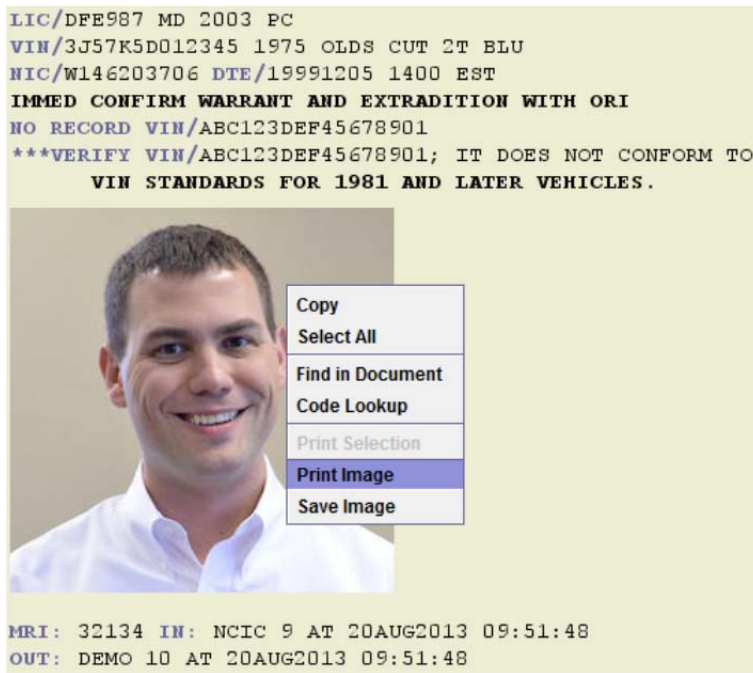 LIC/DFE987 MD 2003 PC
VIN/3J57K5D012345 1975 OLDS CUT 2T BLU
NIC/W146203706 DTE/19991205 1400 EST
IMMED CONFIRM WARRANT AND EXTRADITION WITH ORI
NO RECORD VIN/ABC123DEF45678901
***VERIFY VIN/ABC123DEF45678901; IT DOES NOT CONFORM TO
VIN STANDARDS FOR 1981 AND LATER VEHICLES.
Copy
Select All
Find in Document
Code Lookup
Print Selection
Print Image
Save Image
MRI: 32134 IN: NCIC 9 AT 20AUG2013 09:51:48
OUT: DEMO 10 AT 20AUG2013 09:51:48